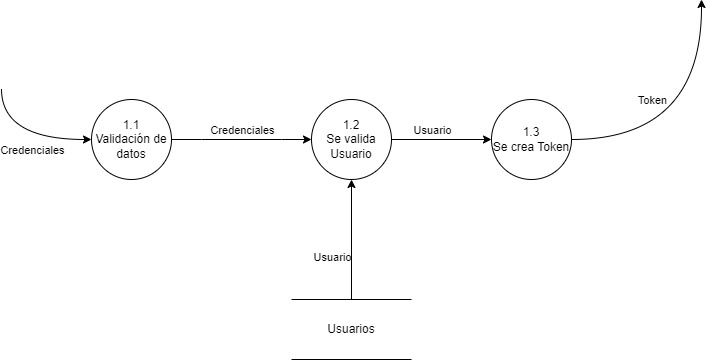 Credenciales
1.1
Validación de
datos
Credenciales
1.2
Se valida
Usuario
Usuario
1.3
Se crea Token
Token
Usuario
Usuarios